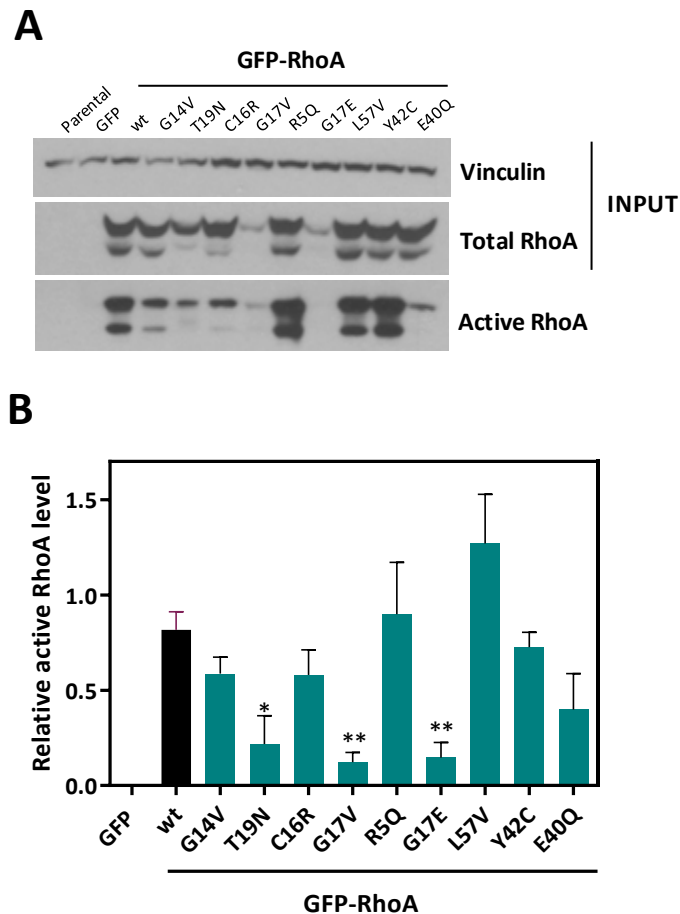 A
GFP-RhoA
Parental GFP wt G14V T19N C16R G17V R5Q G17E L57V Y42C E40Q
Vinculin
INPUT
Total RhoA
Active RhoA
B
Relative active RhoA level
1.5
1.0
0.5
0.0
*
**
**
GFP wt G14V T19N C16R G17V R5Q G17E L57V Y42C E40Q
GFP-RhoA